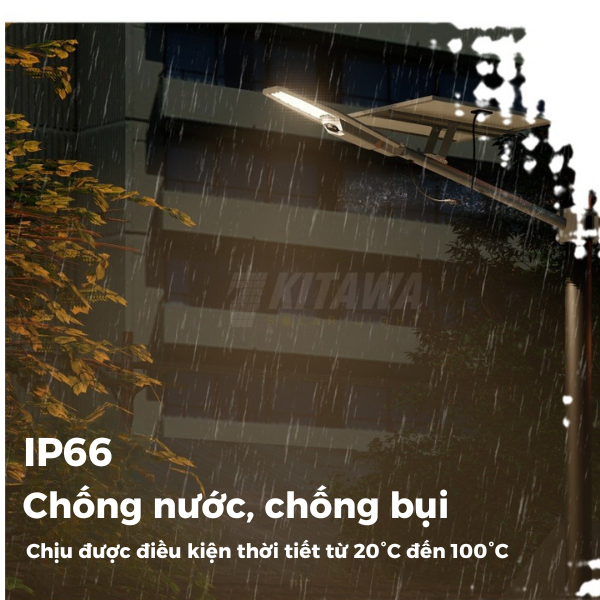 KITAWA
IP66
Chống nước, chống bụi
Chịu được điều kiện thời tiết từ 20°C đến 100°C